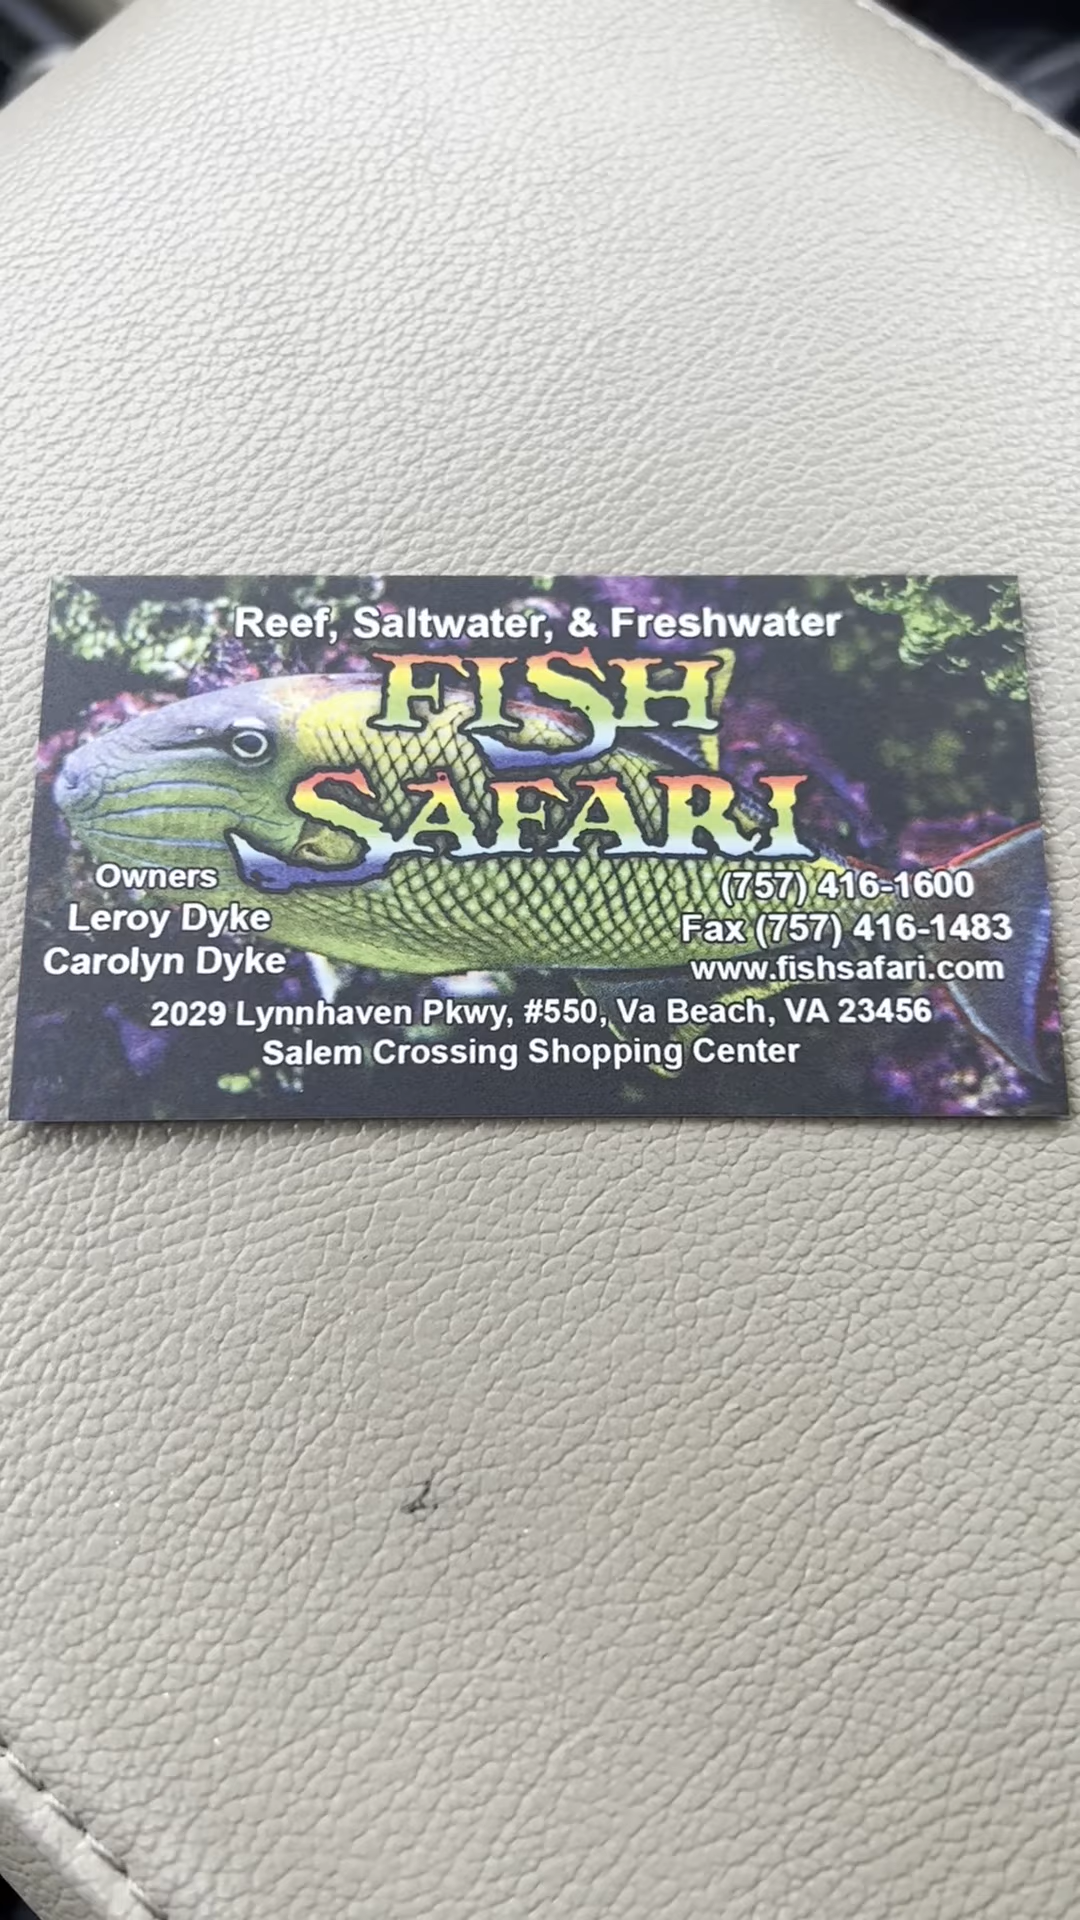 Reef, Saltwater, & Freshwater
FISH
SAFARI
Owners
Leroy Dyke
Carolyn Dyke
(757) 416-1600
Fax (757) 416-1483
www.fishsafari.com
2029 Lynnhaven Pkwy, #550, Va Beach, VA 23456
Salem Crossing Shopping Center